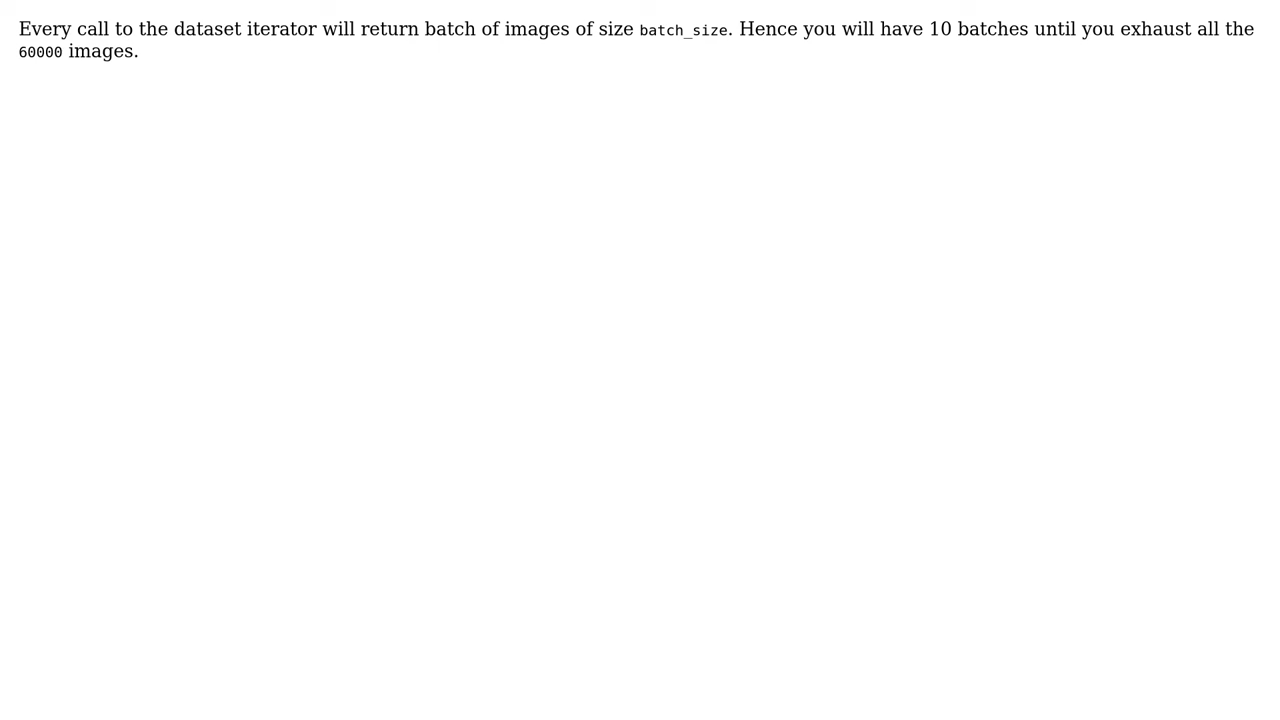 Every call to the dataset iterator will return batch of images of size batch_size. Hence you will have 10 batches until you exhaust all the
60000 images.